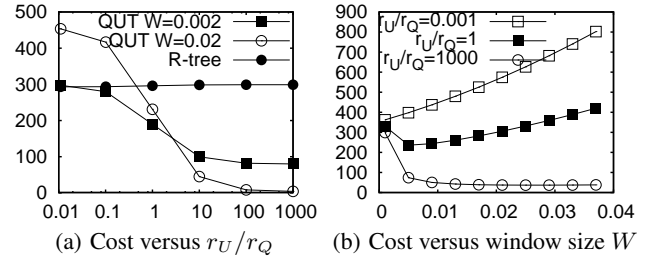 500
400
300
200
100
0
QUT W=0.002
QUT W=0.02
R-tree
0.01 0.1 1 10 100 1000
(a) Cost versus r_U/r_Q
900
800
700
600
500
400
300
200
100
0
r_U/r_Q=0.001
r_U/r_Q=1
r_U/r_Q=1000
0 0.01 0.02 0.03 0.04
(b) Cost versus window size W